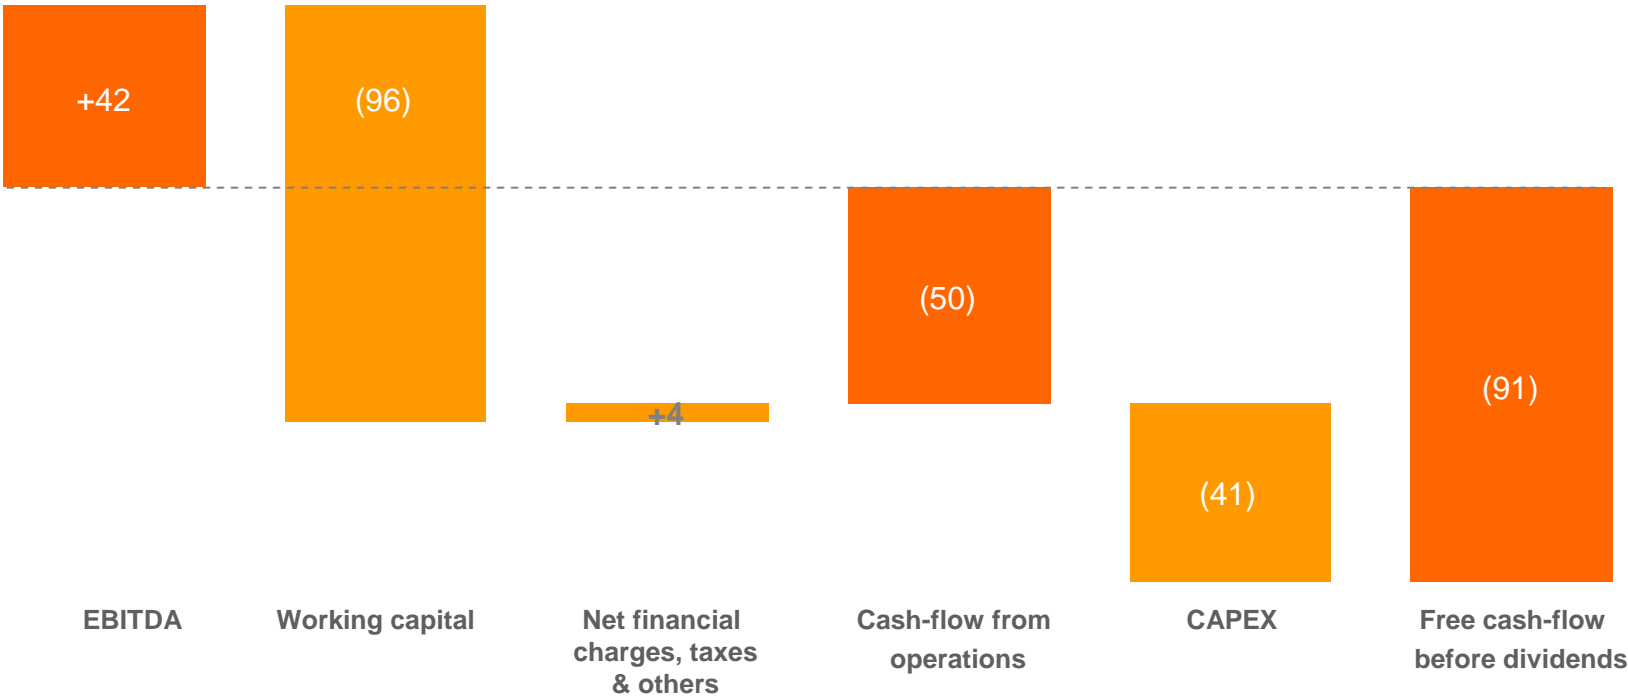 +42
(96)
+4
(50)
(41)
(91)
EBITDA
Working capital
Net financial
charges, taxes
& others
Cash-flow from
operations
CAPEX
Free cash-flow
before dividends